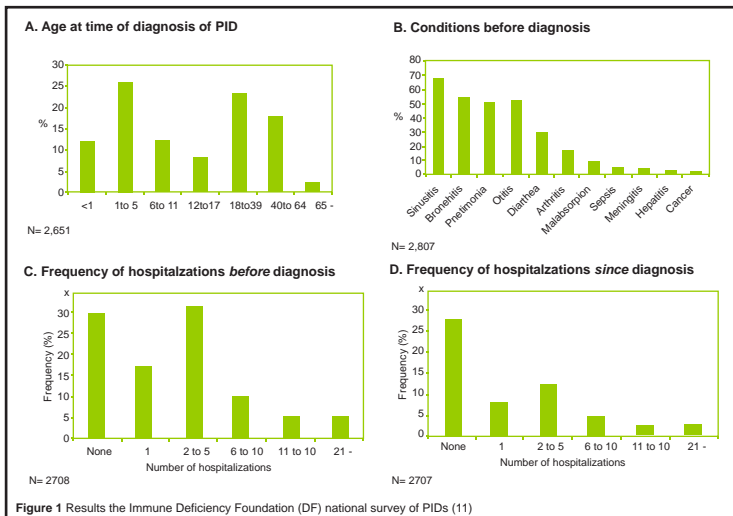 A. Age at time of diagnosis of PID
30
25
20
%
15
10
5
0
<1 1to 5 6to 11 12to17 18to39 40to 64 65 -
N= 2,651
B. Conditions before diagnosis
80
70
60
50
%
40
30
20
10
0
Sinusitis Bronehitis Pnetimonia Otitis Diarthea Arthritis Malabsorpion Sepsis Meningitis Hepatitis Cancer
N= 2,807
C. Frequency of hospitalzations before diagnosis
x
30
25
20
15
10
5
0
Frequency (%)
None 1 2 to 5 6 to 10 11 to 10 21 -
Number of hospitalizations
N= 2708
D. Frequency of hospitalzations since diagnosis
x
30
25
20
15
10
5
0
Frequency (%)
None 1 2 to 5 6 to 10 11 to 10 21 -
Number of hospitalizations
N= 2707
Figure 1 Results the Immune Deficiency Foundation (DF) national survey of PIDs (11)